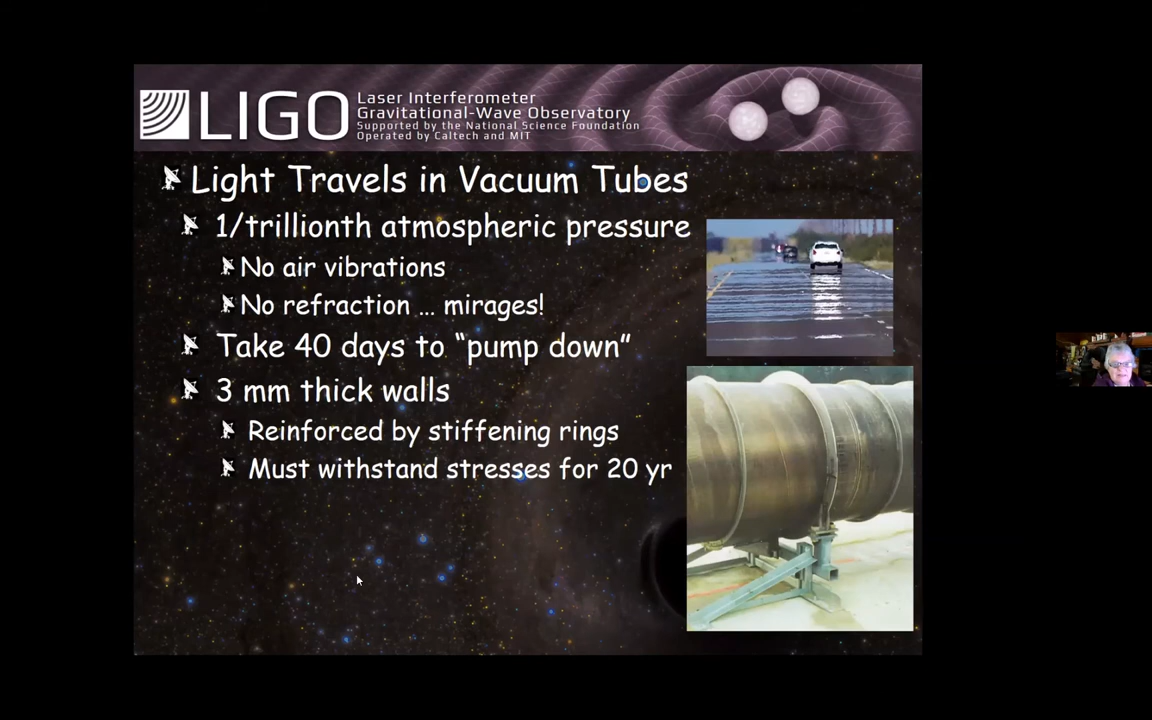 LIGO
Laser Interferometer
Gravitational-Wave Observatory
Supported by the National Science Foundation
Operated by Caltech and MIT
Light Travels in Vacuum Tubes
1/trillionth atmospheric pressure
No air vibrations
No refraction … mirages!
Take 40 days to “pump down”
3 mm thick walls
Reinforced by stiffening rings
Must withstand stresses for 20 yr